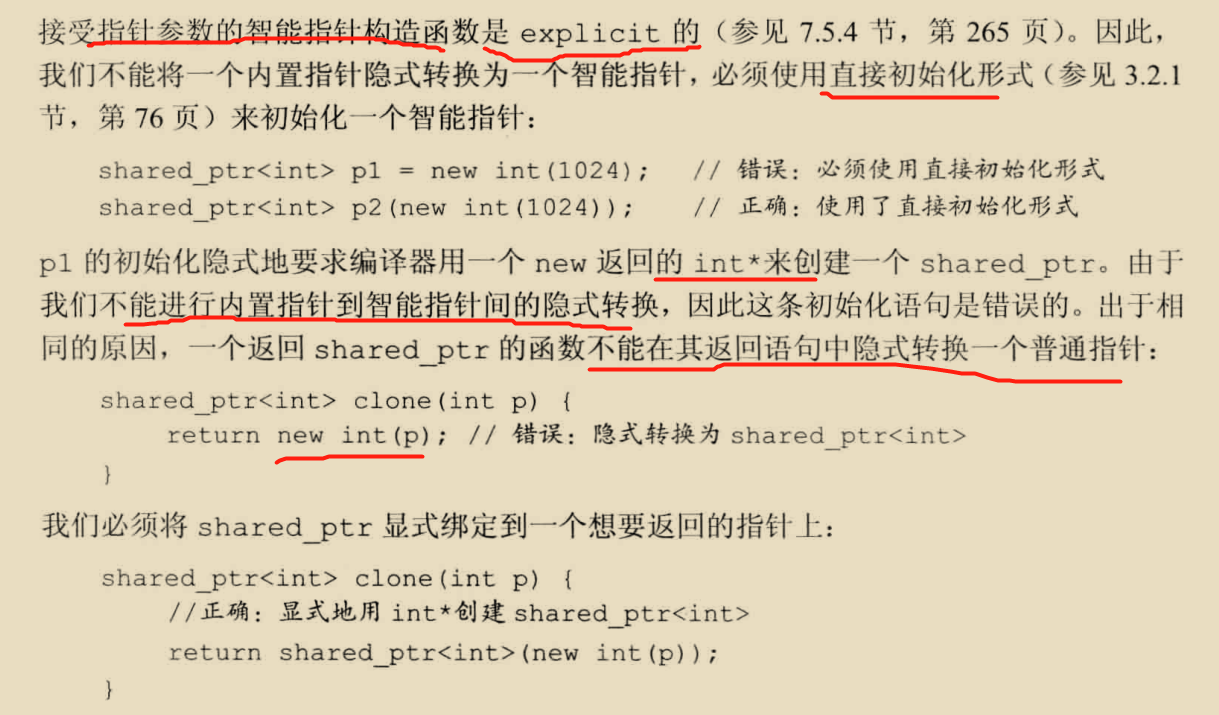 接受指针参数的智能指针构造函数是 explicit 的（参见 7.5.4 节，第 265 页）。因此，
我们不能将一个内置指针隐式转换为一个智能指针，必须使用直接初始化形式（参见 3.2.1
节，第 76 页）来初始化一个智能指针：
shared_ptr<int> p1 = new int(1024);   // 错误：必须使用直接初始化形式
shared_ptr<int> p2(new int(1024));    // 正确：使用了直接初始化形式
p1 的初始化隐式地要求编译器用一个 new 返回的 int*来创建一个 shared_ptr。由于
我们不能进行内置指针到智能指针间的隐式转换，因此这条初始化语句是错误的。出于相
同的原因，一个返回 shared_ptr 的函数不能在其返回语句中隐式转换一个普通指针：
shared_ptr<int> clone(int p) {
return new int(p); // 错误：隐式转换为 shared_ptr<int>
}
我们必须将 shared_ptr 显式绑定到一个想要返回的指针上：
shared_ptr<int> clone(int p) {
//正确：显式地用 int*创建 shared_ptr<int>
return shared_ptr<int>(new int(p));
}